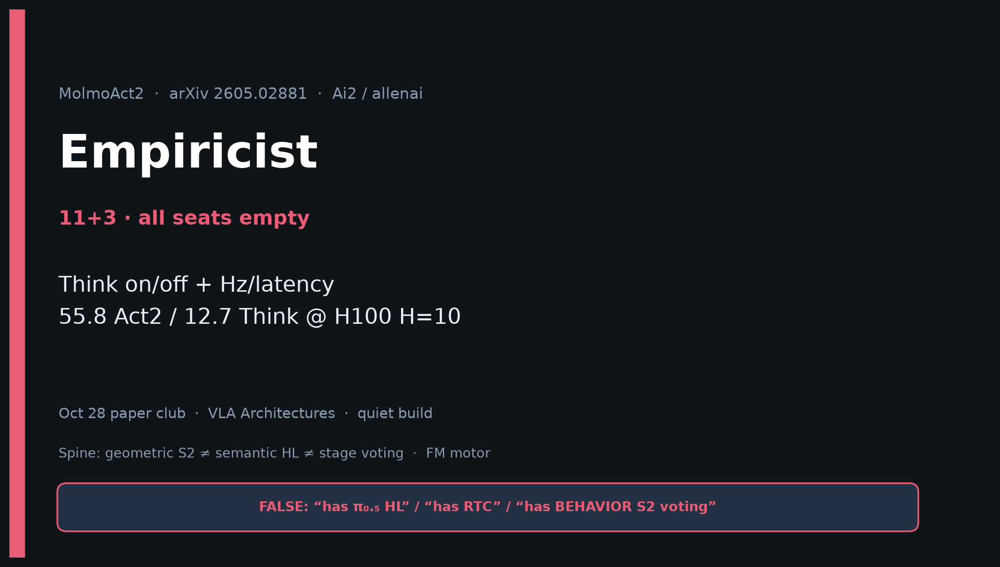 MolmoAct2 · arXiv 2605.02881 · Ai2 / allenai
Empiricist
11+3 · all seats empty
Think on/off + Hz/latency
55.8 Act2 / 12.7 Think @ H100 H=10
Oct 28 paper club · VLA Architectures · quiet build
Spine: geometric S2 ≠ semantic HL ≠ stage voting · FM motor
FALSE: “has π₀.₅ HL” / “has RTC” / “has BEHAVIOR S2 voting”